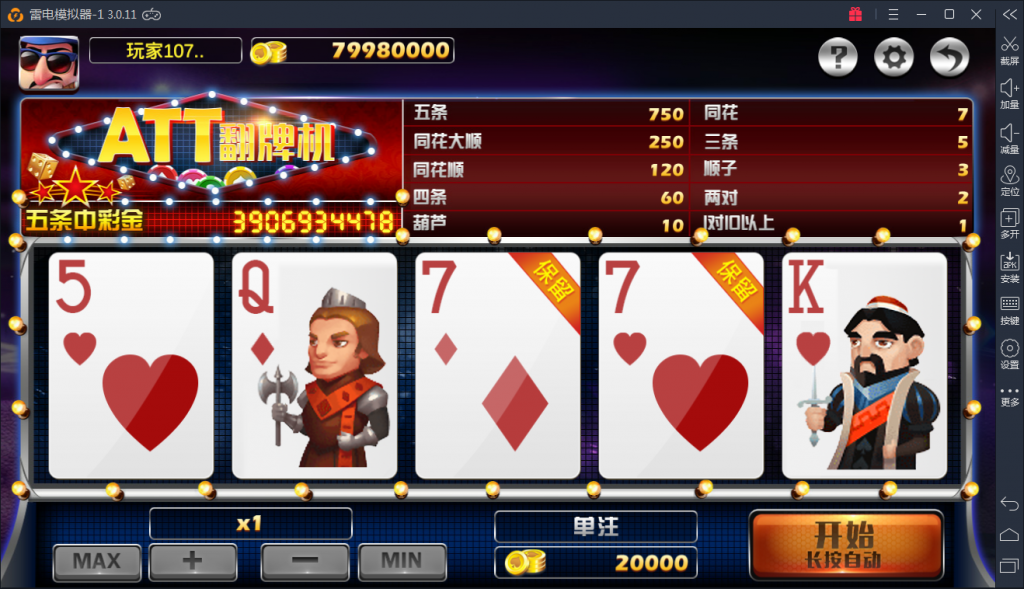 雷电模拟器-1 3.0.11
玩家107..
79980000
?
ATT翻牌机
五条中彩金
3906934478
五条 750 同花 7
同花大顺 250 三条 5
同花顺 120 顺子 3
四条 60 两对 2
葫芦 10 1对10以上 1
5
Q
7 保留
7 保留
K
x1
MAX + − MIN
单注
20000
开始
长按自动
截屏
加量
减量
定位
多开
APK
安装
按键
设置
更多